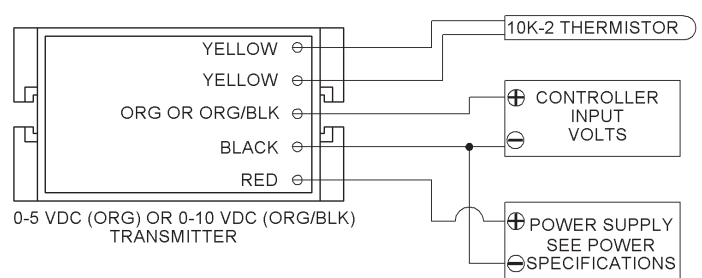 YELLOW
YELLOW
ORG OR ORG/BLK
BLACK
RED
0-5 VDC (ORG) OR 0-10 VDC (ORG/BLK)
TRANSMITTER
10K-2 THERMISTOR
CONTROLLER
INPUT
VOLTS
POWER SUPPLY
SEE POWER
SPECIFICATIONS